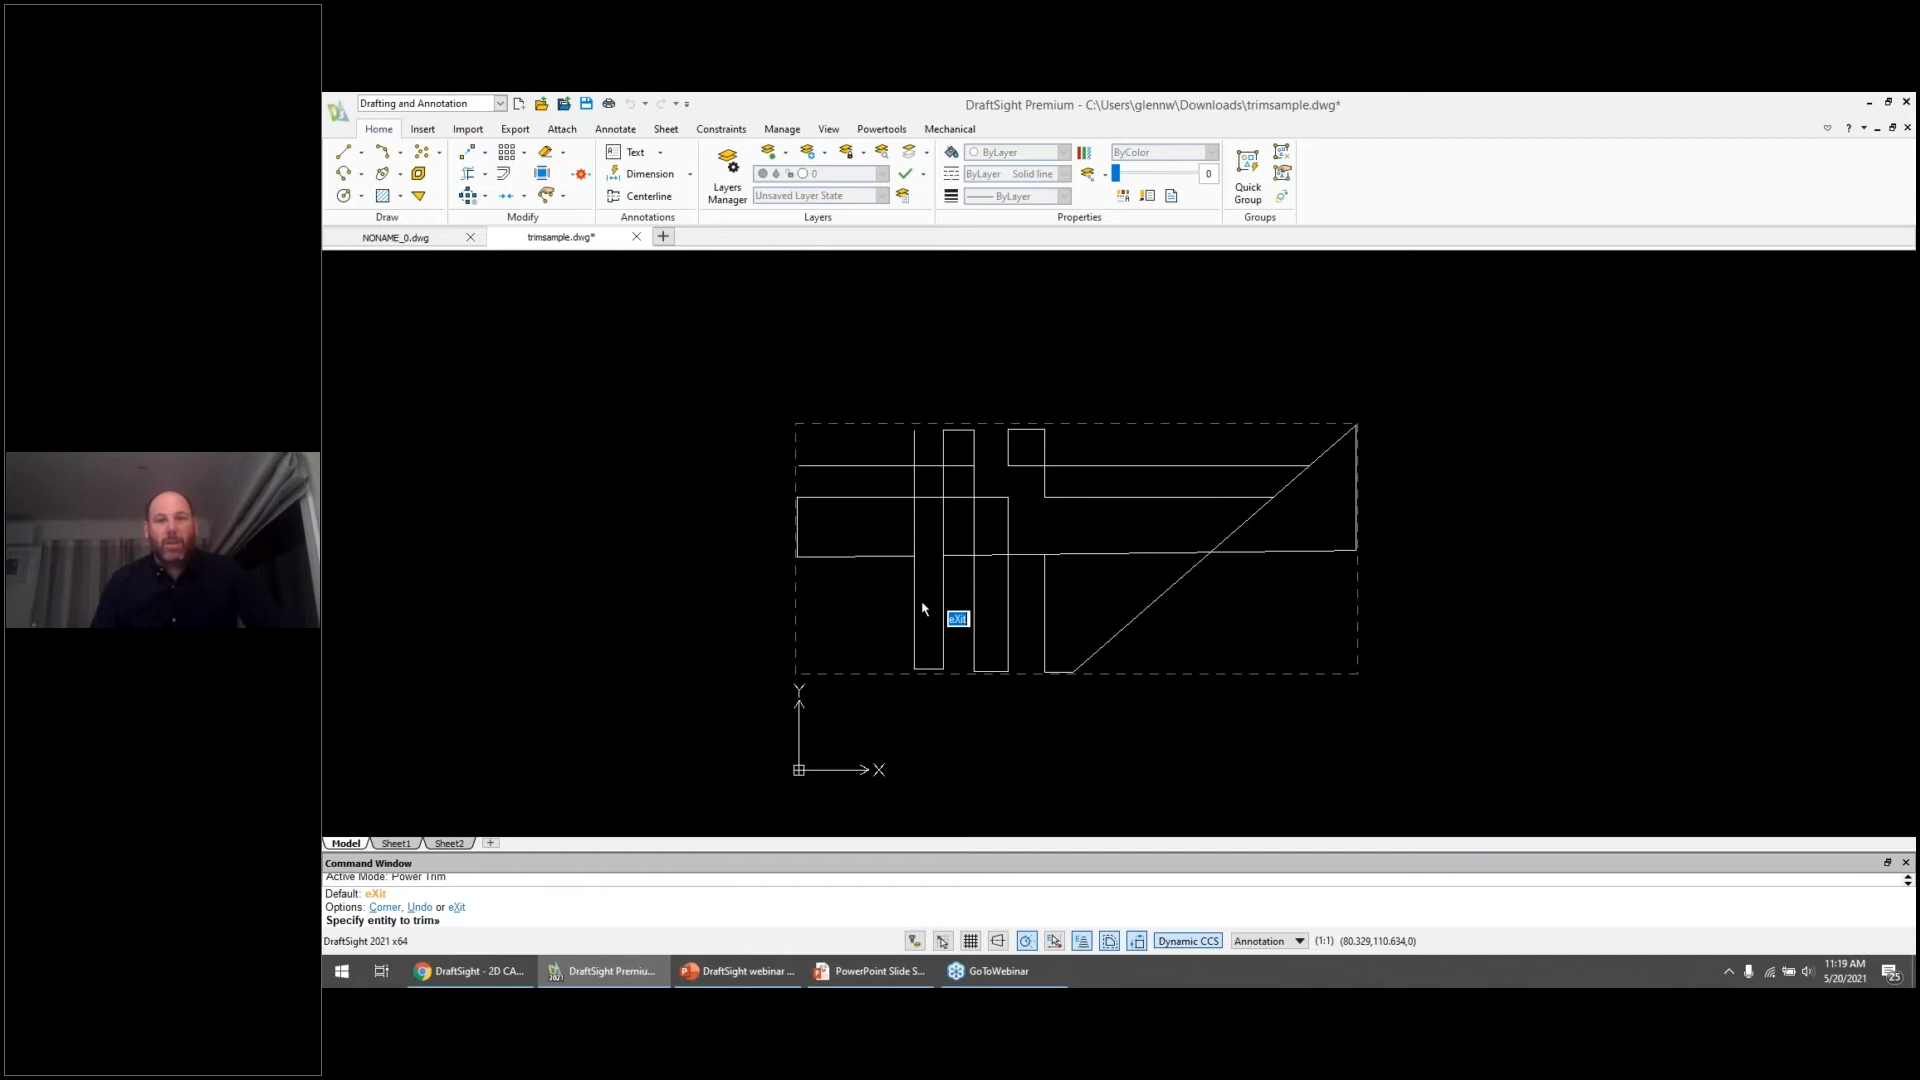 Drafting and Annotation
DraftSight Premium - C:\Users\glennw\Downloads\trimsample.dwg*
Home Insert Import Export Attach Annotate Sheet Constraints Manage View Powertools Mechanical
Text
ByLayer
ByColor
Dimension
0
ByLayer Solid line
0
Layers Manager
Quick Group
Centerline
Unsaved Layer State
ByLayer
Draw Modify Annotations Layers Properties Groups
NONAME_0.dwg
trimsample.dwg*
eXit
Y
X
Model Sheet1 Sheet2
Command Window
Active Mode: Power Trim
Default: eXit
Options: Corner, Undo or eXit
Specify entity to trim»
DraftSight 2021 x64
Dynamic CCS
Annotation
(1:1) (80.329,110.634,0)
DraftSight - 2D CA...
2021
DraftSight Premiu...
DraftSight webinar ...
PowerPoint Slide S...
GoToWebinar
11:19 AM
5/20/2021
25